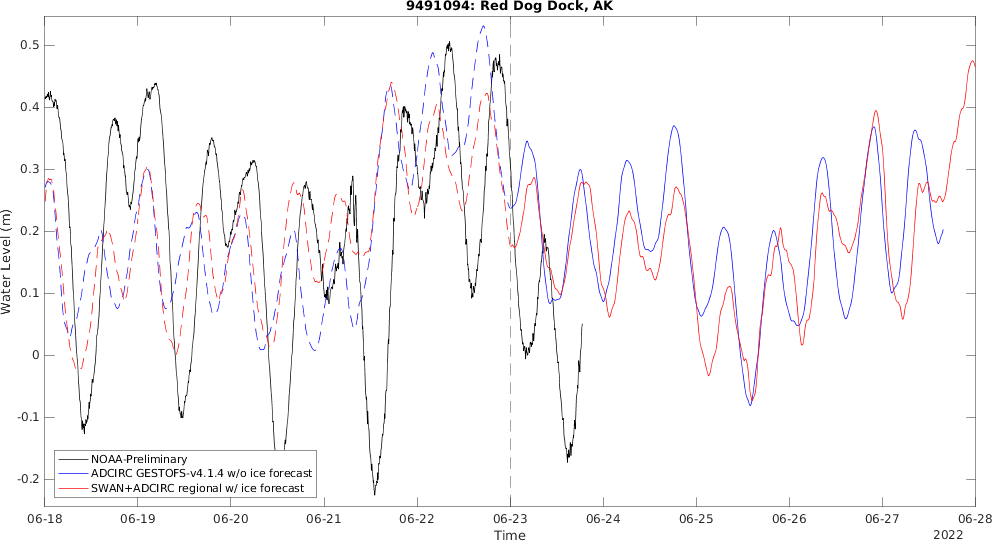 9491094: Red Dog Dock, AK
Water Level (m)
0.5
0.4
0.3
0.2
0.1
0
-0.1
-0.2
NOAA-Preliminary
ADCIRC GESTOFS-v4.1.4 w/o ice forecast
SWAN+ADCIRC regional w/ ice forecast
06-18 06-19 06-20 06-21 06-22 06-23 06-24 06-25 06-26 06-27 06-28
Time
2022